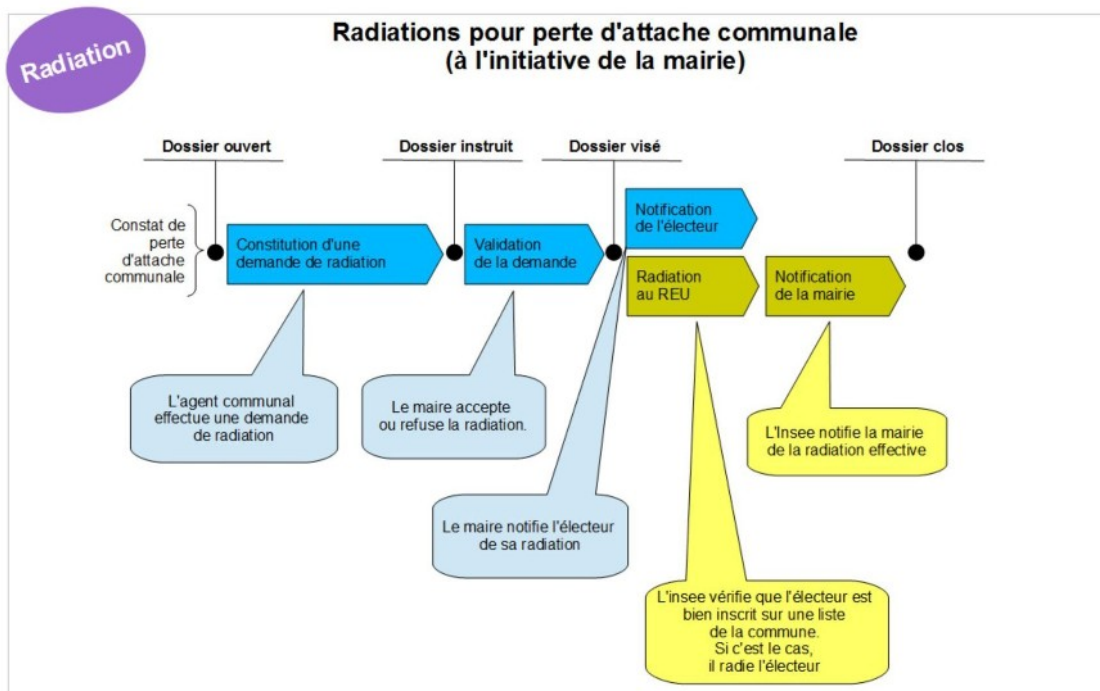 Radiation
Radiations pour perte d'attache communale
(à l'initiative de la mairie)
Dossier ouvert
Dossier instruit
Dossier visé
Dossier clos
Constat de
perte
d'attache
communale
Constitution d'une
demande de radiation
Validation
de la demande
Notification
de l'électeur
Radiation
au REU
Notification
de la mairie
L'agent communal
effectue une demande
de radiation
Le maire accepte
ou refuse la radiation.
L'Insee notifie la mairie
de la radiation effective
Le maire notifie l'électeur
de sa radiation
L'insee vérifie que l'électeur est
bien inscrit sur une liste
de la commune.
Si c'est le cas,
il radie l'électeur